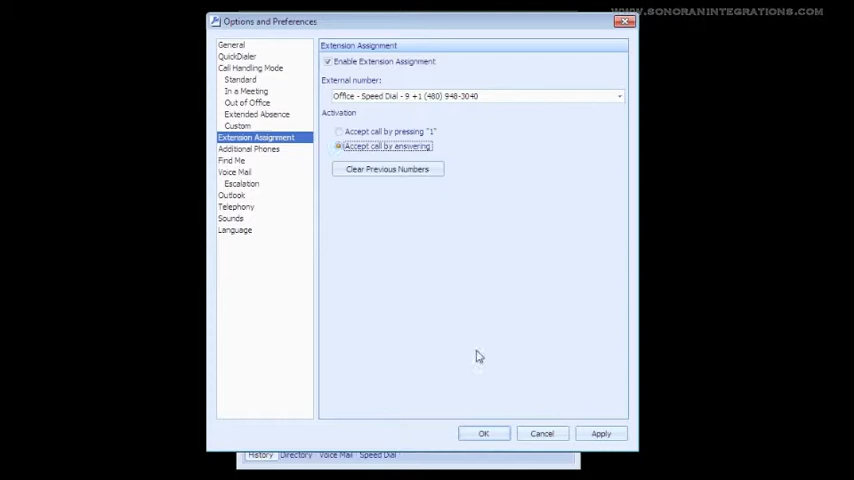 WWW.SONORANINTEGRATIONS.COM
Options and Preferences
General
QuickDialer
Call Handling Mode
Standard
In a Meeting
Out of Office
Extended Absence
Custom
Extension Assignment
Additional Phones
Find Me
Voice Mail
Escalation
Outlook
Telephony
Sounds
Language
Extension Assignment
Enable Extension Assignment
External number:
Office - Speed Dial - 9 +1 (480) 948-3040
Activation
Accept call by pressing "1"
Accept call by answering
Clear Previous Numbers
OK Cancel Apply
History Directory Voice Mail Speed Dial